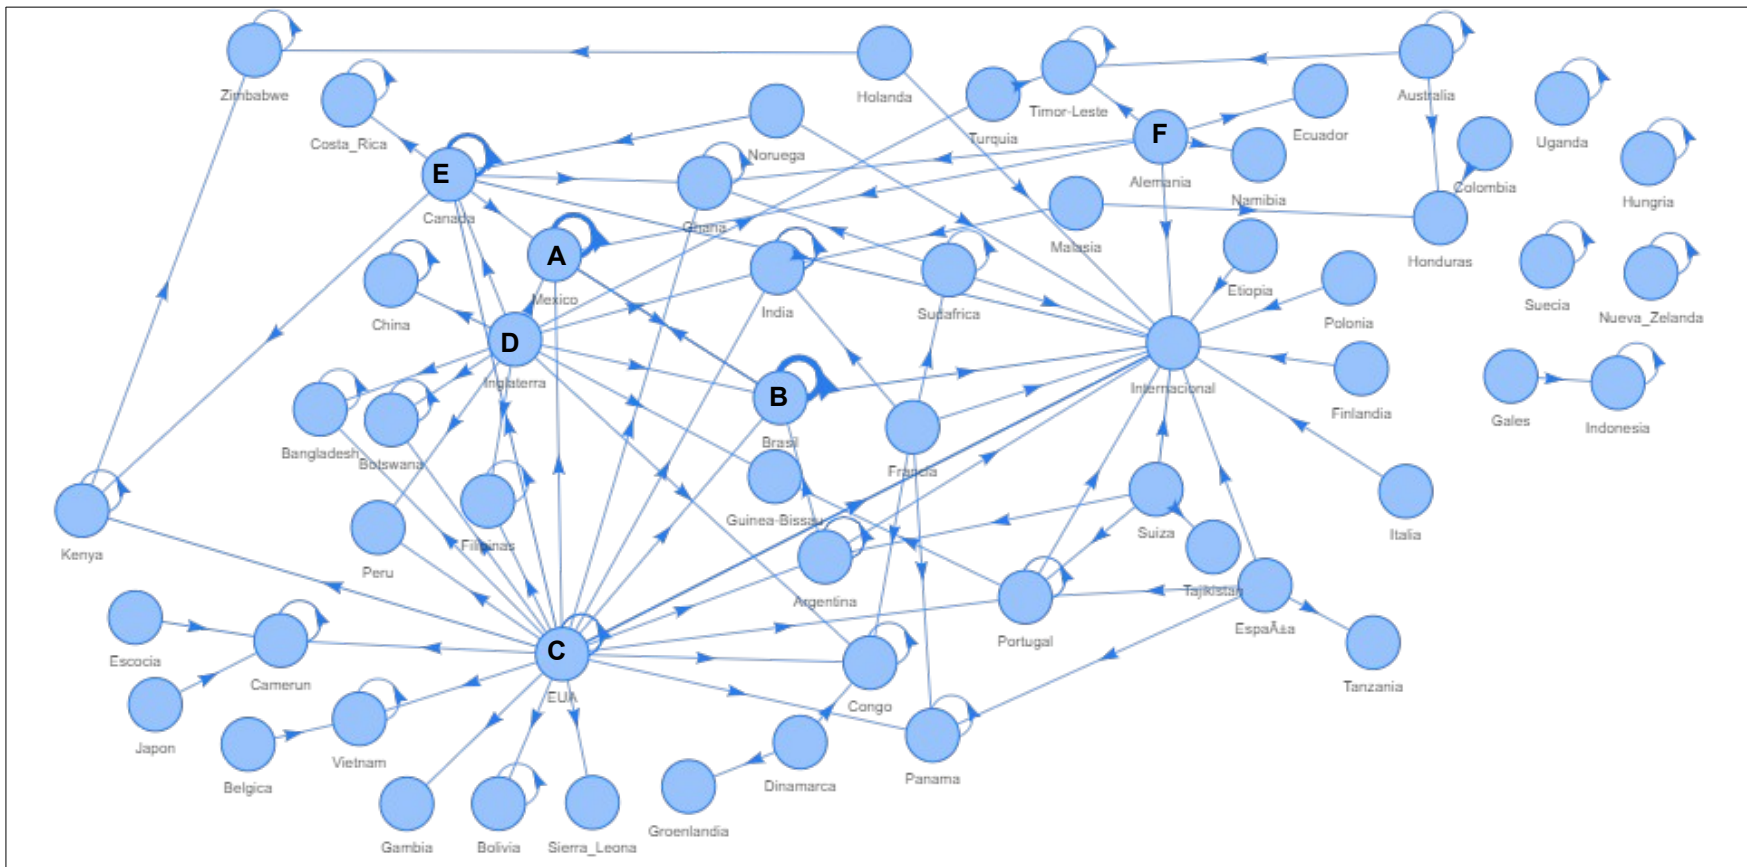 Zimbabwe
Holanda
Costa_Rica
Turquia
Timor-Leste
Australia
Ecuador
Uganda
E
Canada
Noruega
F
Alemania
Namibia
Colombia
Hungria
Ghana
A
Mexico
Malasia
Honduras
China
India
Sudafrica
Etiopia
Polonia
Suecia
Nueva_Zelanda
D
Inglaterra
Internacional
B
Brasil
Finlandia
Gales
Indonesia
Bangladesh
Botswana
Francia
Guinea-Bissau
Kenya
Peru
Filipinas
Suiza
Italia
Argentina
Tajikistan
Escocia
Camerun
C
EUA
Portugal
EspaÃ±a
Tanzania
Japon
Vietnam
Congo
Belgica
Dinamarca
Panama
Gambia
Bolivia
Sierra_Leona
Groenlandia